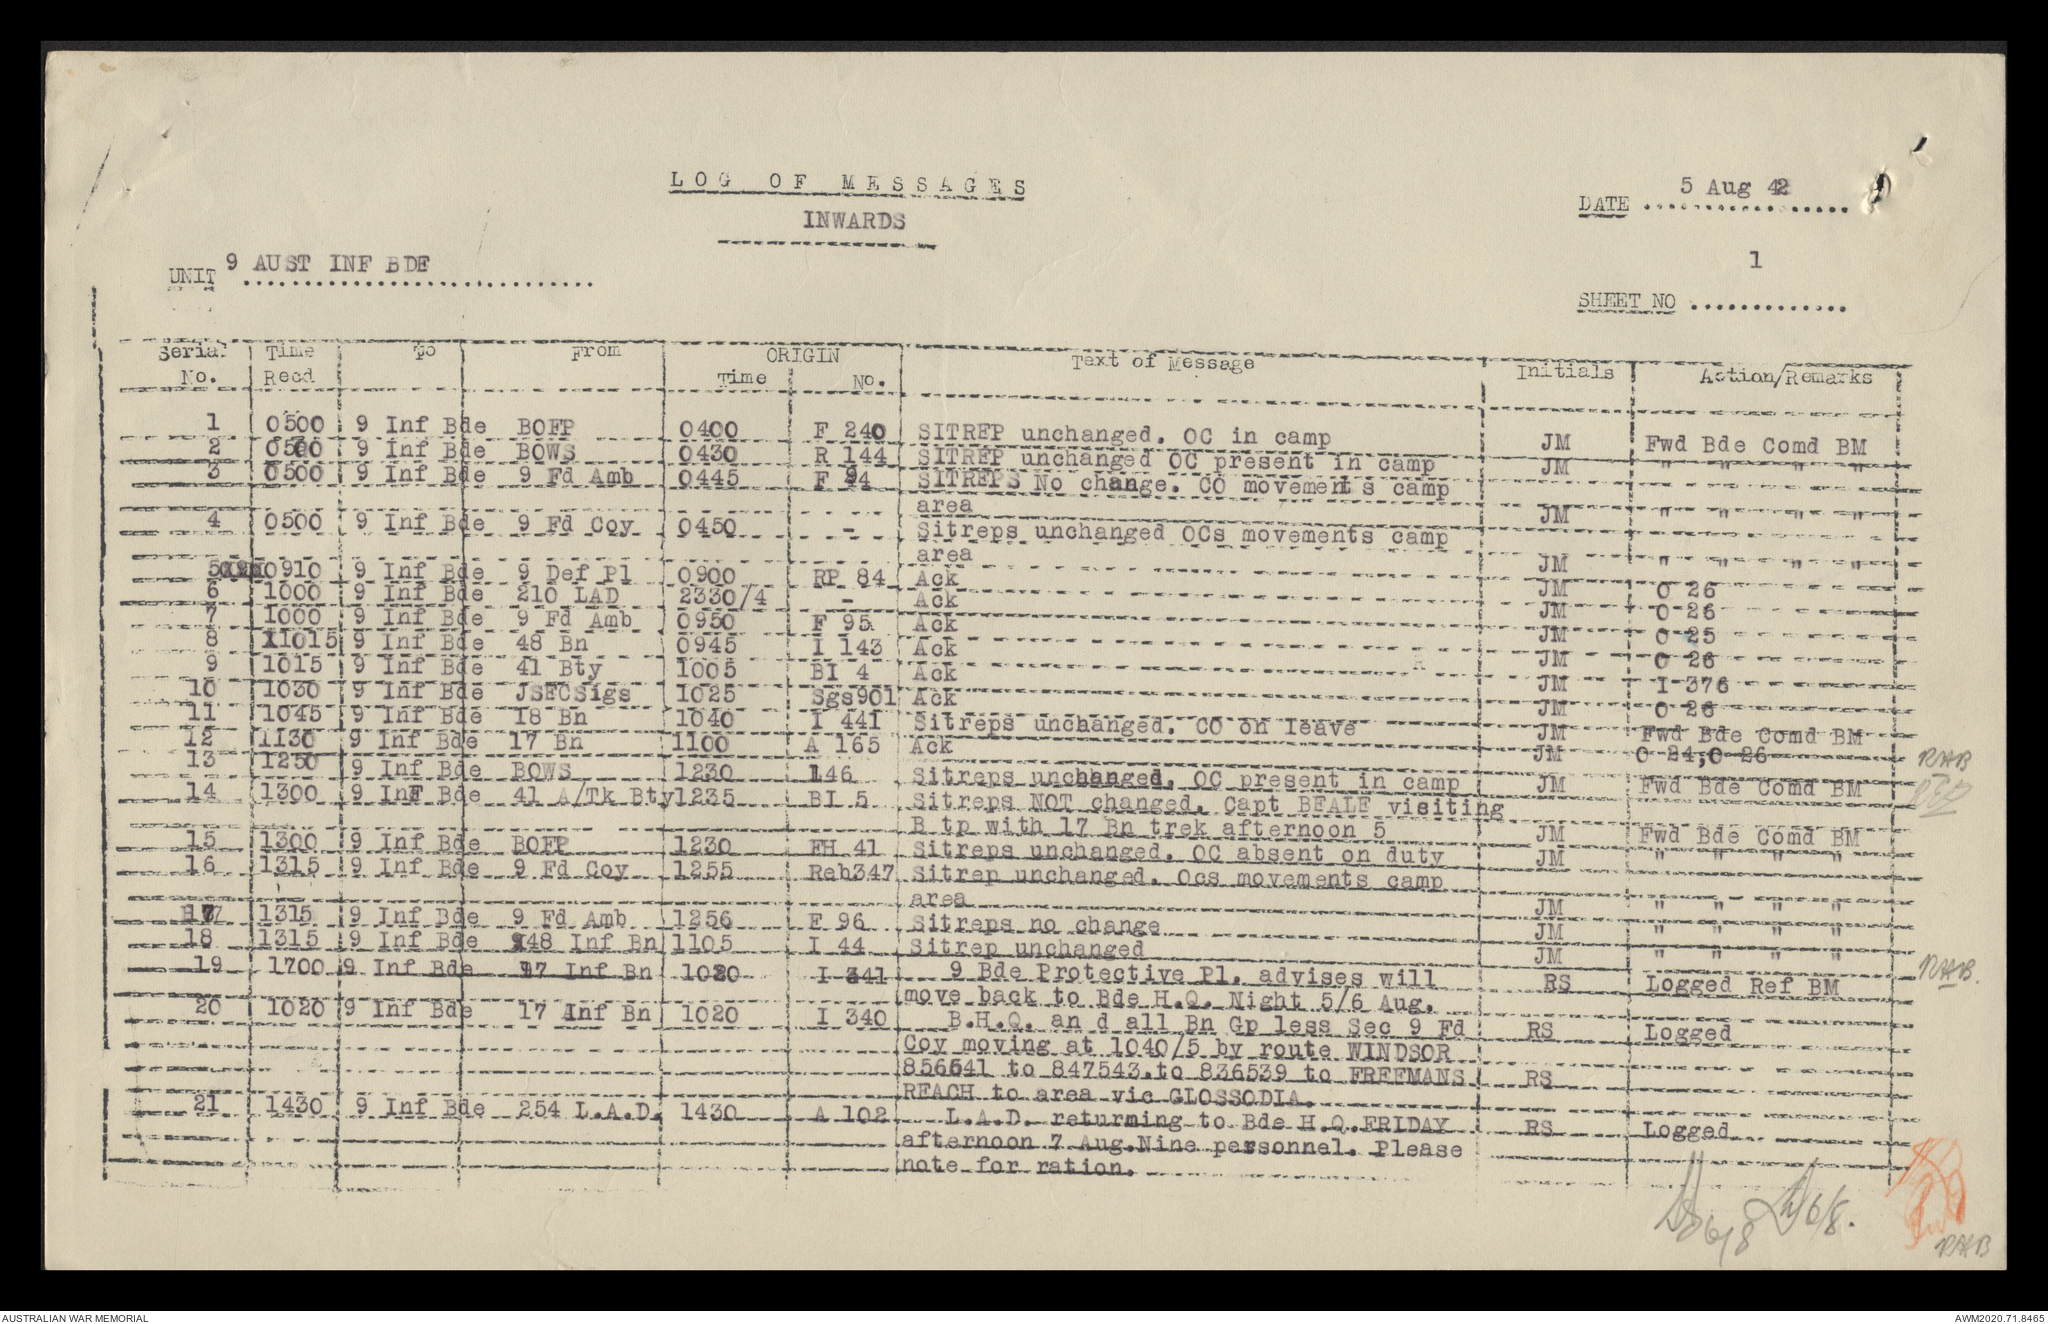 LOG OF MESSAGES
INWARDS
DATE 5 Aug 42
UNIT 9 AUST INF BDE
SHEET NO 1
Serial No. Time Recd To From ORIGIN Time No. Text of Message Initials Action/Remarks
1 0500 9 Inf Bde BOFP 0400 F 240 SITREP unchanged. OC in camp JM Fwd Bde Comd BM
2 0500 9 Inf Bde BOWS 0430 R 144 SITREP unchanged OC present in camp JM " " " "
3 0500 9 Inf Bde 9 Fd Amb 0445 F 94 SITREPS No change. CO movements camp
area JM " " " "
4 0500 9 Inf Bde 9 Fd Coy 0450 - Sitreps unchanged OCs movements camp
area JM " " " "
5 0910 9 Inf Bde 9 Def Pl 0900 RP 84 Ack JM O 26
6 1000 9 Inf Bde 210 LAD 2330/4 - Ack JM O 26
7 1000 9 Inf Bde 9 Fd Amb 0950 F 95 Ack JM O 25
8 1015 9 Inf Bde 48 Bn 0945 I 143 Ack JM O 26
9 1015 9 Inf Bde 41 Bty 1005 BI 4 Ack JM I 376
10 1030 9 Inf Bde JSECSigs 1025 Sgs901 Ack JM O 26
11 1045 9 Inf Bde 18 Bn 1040 I 441 Sitreps unchanged. CO on leave JM Fwd Bde Comd BM
12 1130 9 Inf Bde 17 Bn 1100 A 165 Ack JM O 24,O 26
13 1250 9 Inf Bde BOWS 1230 146 Sitreps unchanged. OC present in camp JM Fwd Bde Comd BM RHB
14 1300 9 Inf Bde 41 A/Tk Bty 1235 BI 5 Sitreps NOT changed. Capt BEALE visiting
B tp with 17 Bn trek afternoon 5 JM Fwd Bde Comd BM
15 1300 9 Inf Bde BOFP 1230 FH 41 Sitreps unchanged. OC absent on duty JM " " " "
16 1315 9 Inf Bde 9 Fd Coy 1255 Reh347 Sitrep unchanged. Ocs movements camp
area JM " " " "
17 1315 9 Inf Bde 9 Fd Amb 1256 F 96 Sitreps no change JM " " " "
18 1315 9 Inf Bde 48 Inf Bn 1105 I 44 Sitrep unchanged JM " " " "
19 1700 9 Inf Bde 17 Inf Bn 1020 I 341 9 Bde Protective Pl. advises will RS Logged Ref BM RHB.
move back to Bde H.Q. Night 5/6 Aug.
20 1020 9 Inf Bde 17 Inf Bn 1020 I 340 B.H.Q. an d all Bn Gp less Sec 9 Fd RS Logged
Coy moving at 1040/5 by route WINDSOR
856541 to 847543.to 836539 to FREEMANS RS
REACH to area vic GLOSSODIA.
21 1430 9 Inf Bde 254 L.A.D. 1430 A 102 L.A.D. returning to Bde H.Q.FRIDAY RS Logged
afternoon 7 Aug.Nine personnel. Please
note for ration.
6/8 6/8.
RHB
AUSTRALIAN WAR MEMORIAL
AWM2020.71.8465